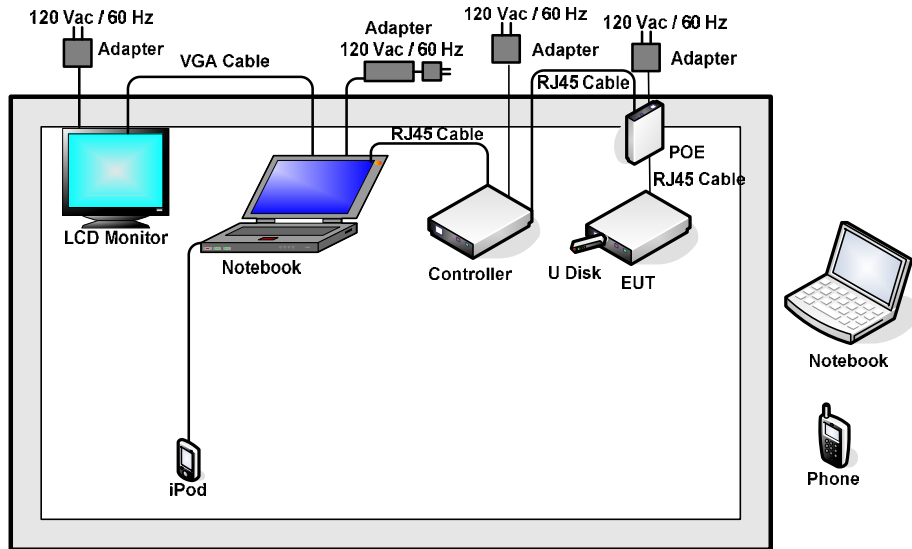 120 Vac / 60 Hz
Adapter
VGA Cable
Adapter
120 Vac / 60 Hz
120 Vac / 60 Hz
Adapter
RJ45 Cable
120 Vac / 60 Hz
Adapter
RJ45 Cable
POE
RJ45 Cable
LCD Monitor
Notebook
Controller
U Disk
EUT
Notebook
iPod
Phone